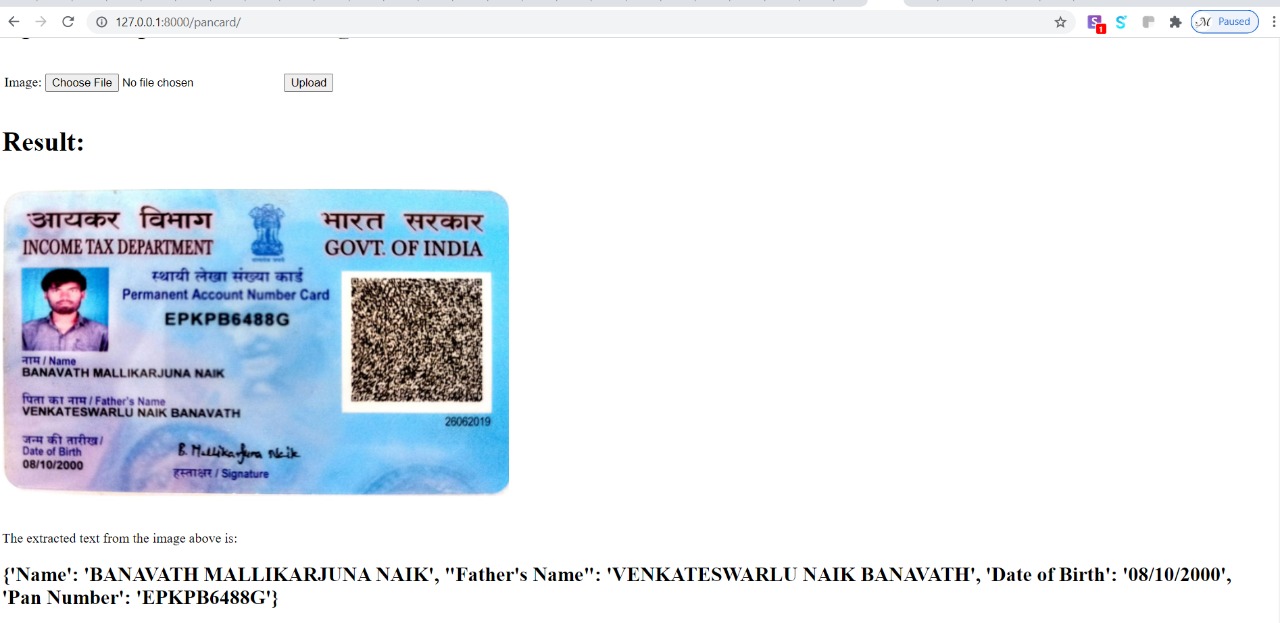 127.0.0.1:8000/pancard/
1
Paused
Image: Choose File No file chosen Upload
Result:
आयकर विभाग
INCOME TAX DEPARTMENT
भारत सरकार
GOVT. OF INDIA
स्थायी लेखा संख्या कार्ड
Permanent Account Number Card
EPKPB6488G
नाम / Name
BANAVATH MALLIKARJUNA NAIK
पिता का नाम / Father's Name
VENKATESWARLU NAIK BANAVATH
26062019
जन्म की तारीख /
Date of Birth
08/10/2000
B. Mallikarjuna Naik
हस्ताक्षर / Signature
The extracted text from the image above is:
{'Name': 'BANAVATH MALLIKARJUNA NAIK', "Father's Name": 'VENKATESWARLU NAIK BANAVATH', 'Date of Birth': '08/10/2000',
'Pan Number': 'EPKPB6488G'}